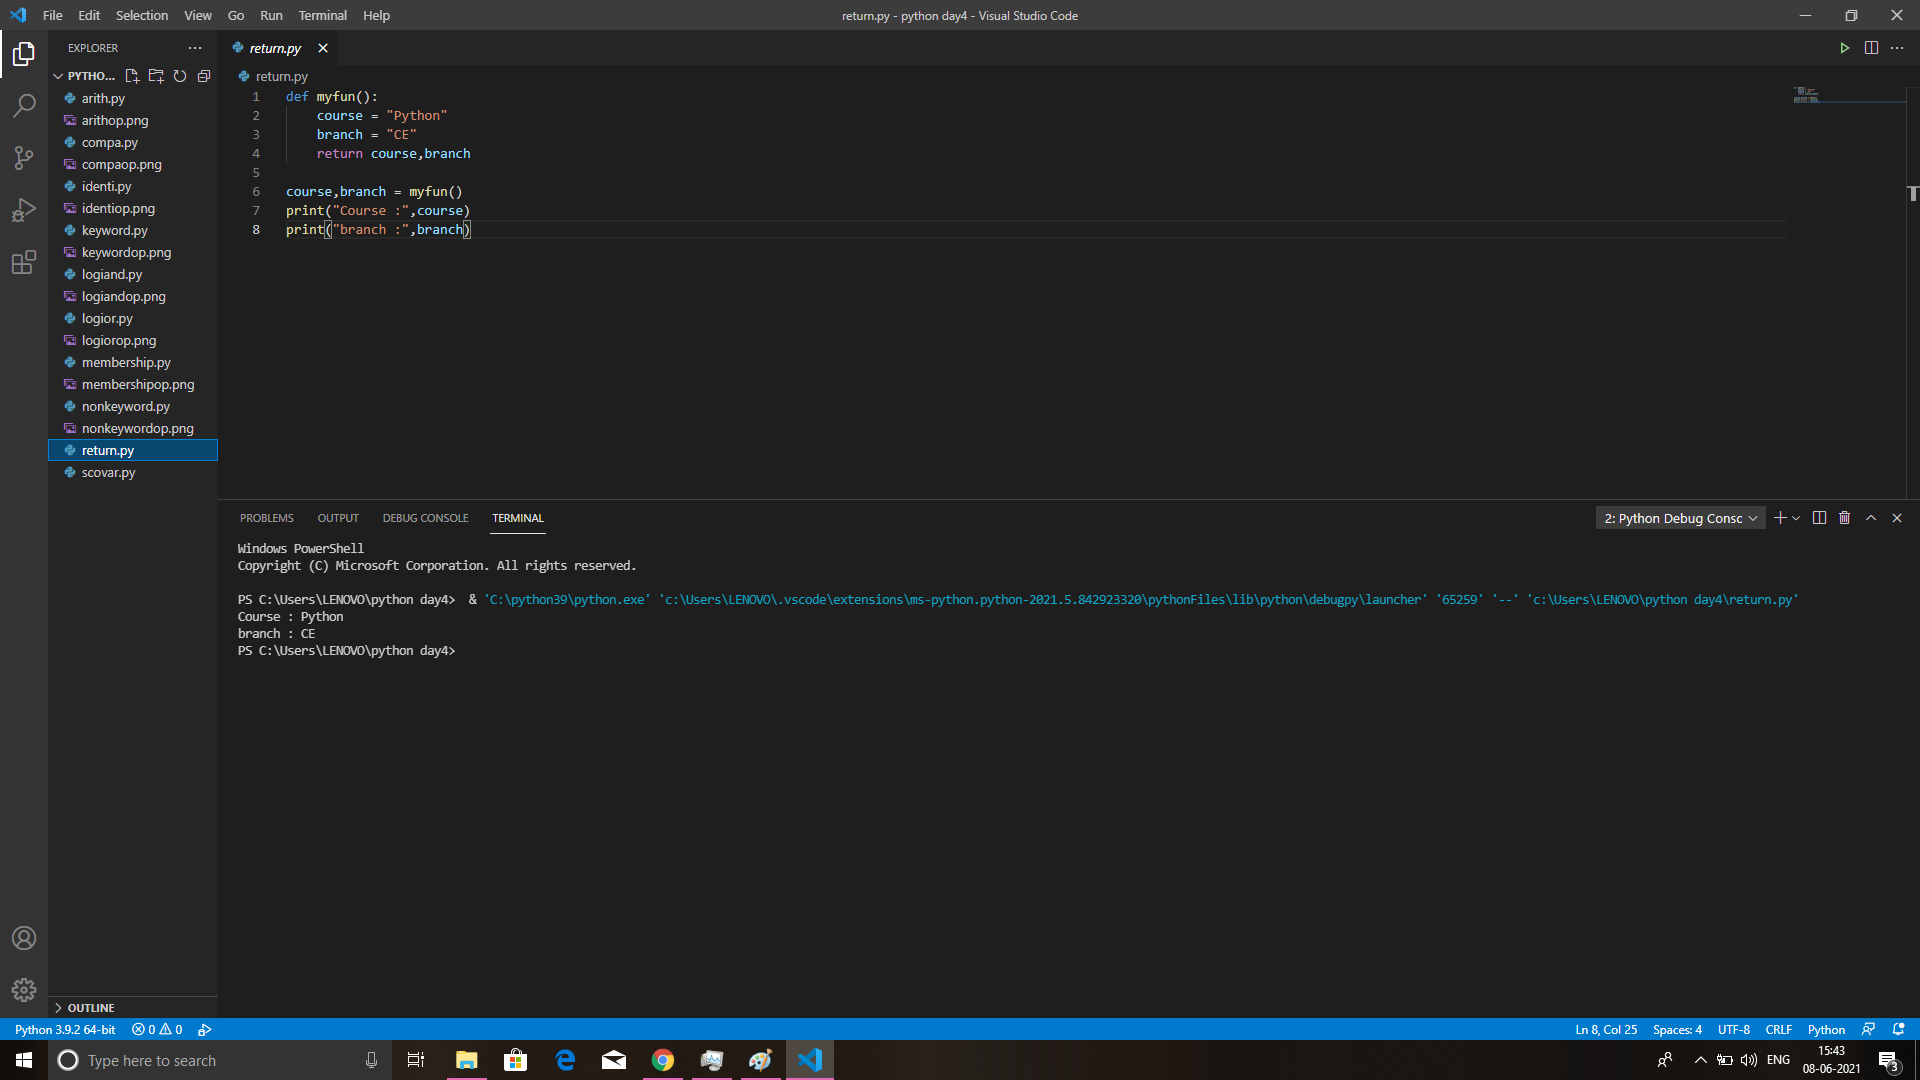 File Edit Selection View Go Run Terminal Help
return.py - python day4 - Visual Studio Code
EXPLORER
PYTHO...
arith.py
arithop.png
compa.py
compaop.png
identi.py
identiop.png
keyword.py
keywordop.png
logiand.py
logiandop.png
logior.py
logiorop.png
membership.py
membershipop.png
nonkeyword.py
nonkeywordop.png
return.py
scovar.py
OUTLINE
return.py
return.py
1 def myfun():
2 course = "Python"
3 branch = "CE"
4 return course,branch
5
6 course,branch = myfun()
7 print("Course :",course)
8 print("branch :",branch)
PROBLEMS OUTPUT DEBUG CONSOLE TERMINAL
2: Python Debug Consc
Windows PowerShell
Copyright (C) Microsoft Corporation. All rights reserved.
PS C:\Users\LENOVO\python day4>  & 'C:\python39\python.exe' 'c:\Users\LENOVO\.vscode\extensions\ms-python.python-2021.5.842923320\pythonFiles\lib\python\debugpy\launcher' '65259' '--' 'c:\Users\LENOVO\python day4\return.py'
Course : Python
branch : CE
PS C:\Users\LENOVO\python day4>
Python 3.9.2 64-bit 0 0
Ln 8, Col 25 Spaces: 4 UTF-8 CRLF Python
Type here to search
ENG
15:43
08-06-2021
3